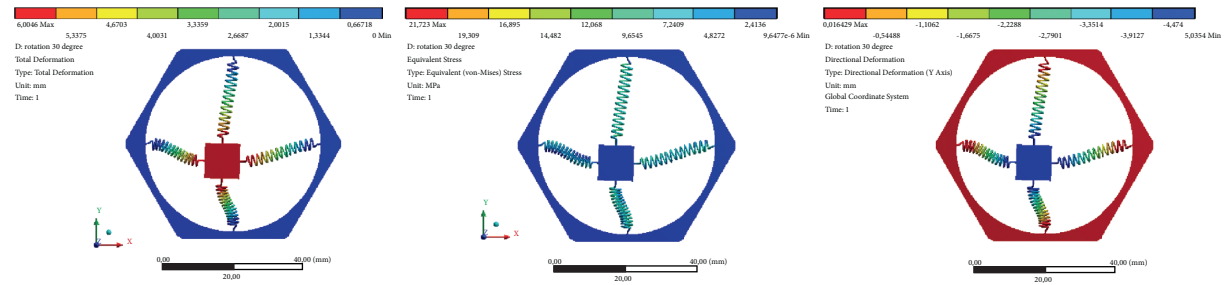 6,0046 Max 4,6703 3,3359 2,0015 0,66718
5,3375 4,0031 2,6687 1,3344 0 Min
D: rotation 30 degree
Total Deformation
Type: Total Deformation
Unit: mm
Time: 1
Y
Z
X
0,00 40,00 (mm)
20,00
21,723 Max 16,895 12,068 7,2409 2,4136
19,309 14,482 9,6545 4,8272 9,6477e-6 Min
D: rotation 30 degree
Equivalent Stress
Type: Equivalent (von-Mises) Stress
Unit: MPa
Time: 1
Y
Z
X
0,00 40,00 (mm)
20,00
0,016429 Max -1,1062 -2,2288 -3,3514 -4,474
-0,54488 -1,6675 -2,7901 -3,9127 5,0354 Min
D: rotation 30 degree
Directional Deformation
Type: Directional Deformation (Y Axis)
Unit: mm
Global Coordinate System
Time: 1
Y
Z
X
0,00 40,00 (mm)
20,00